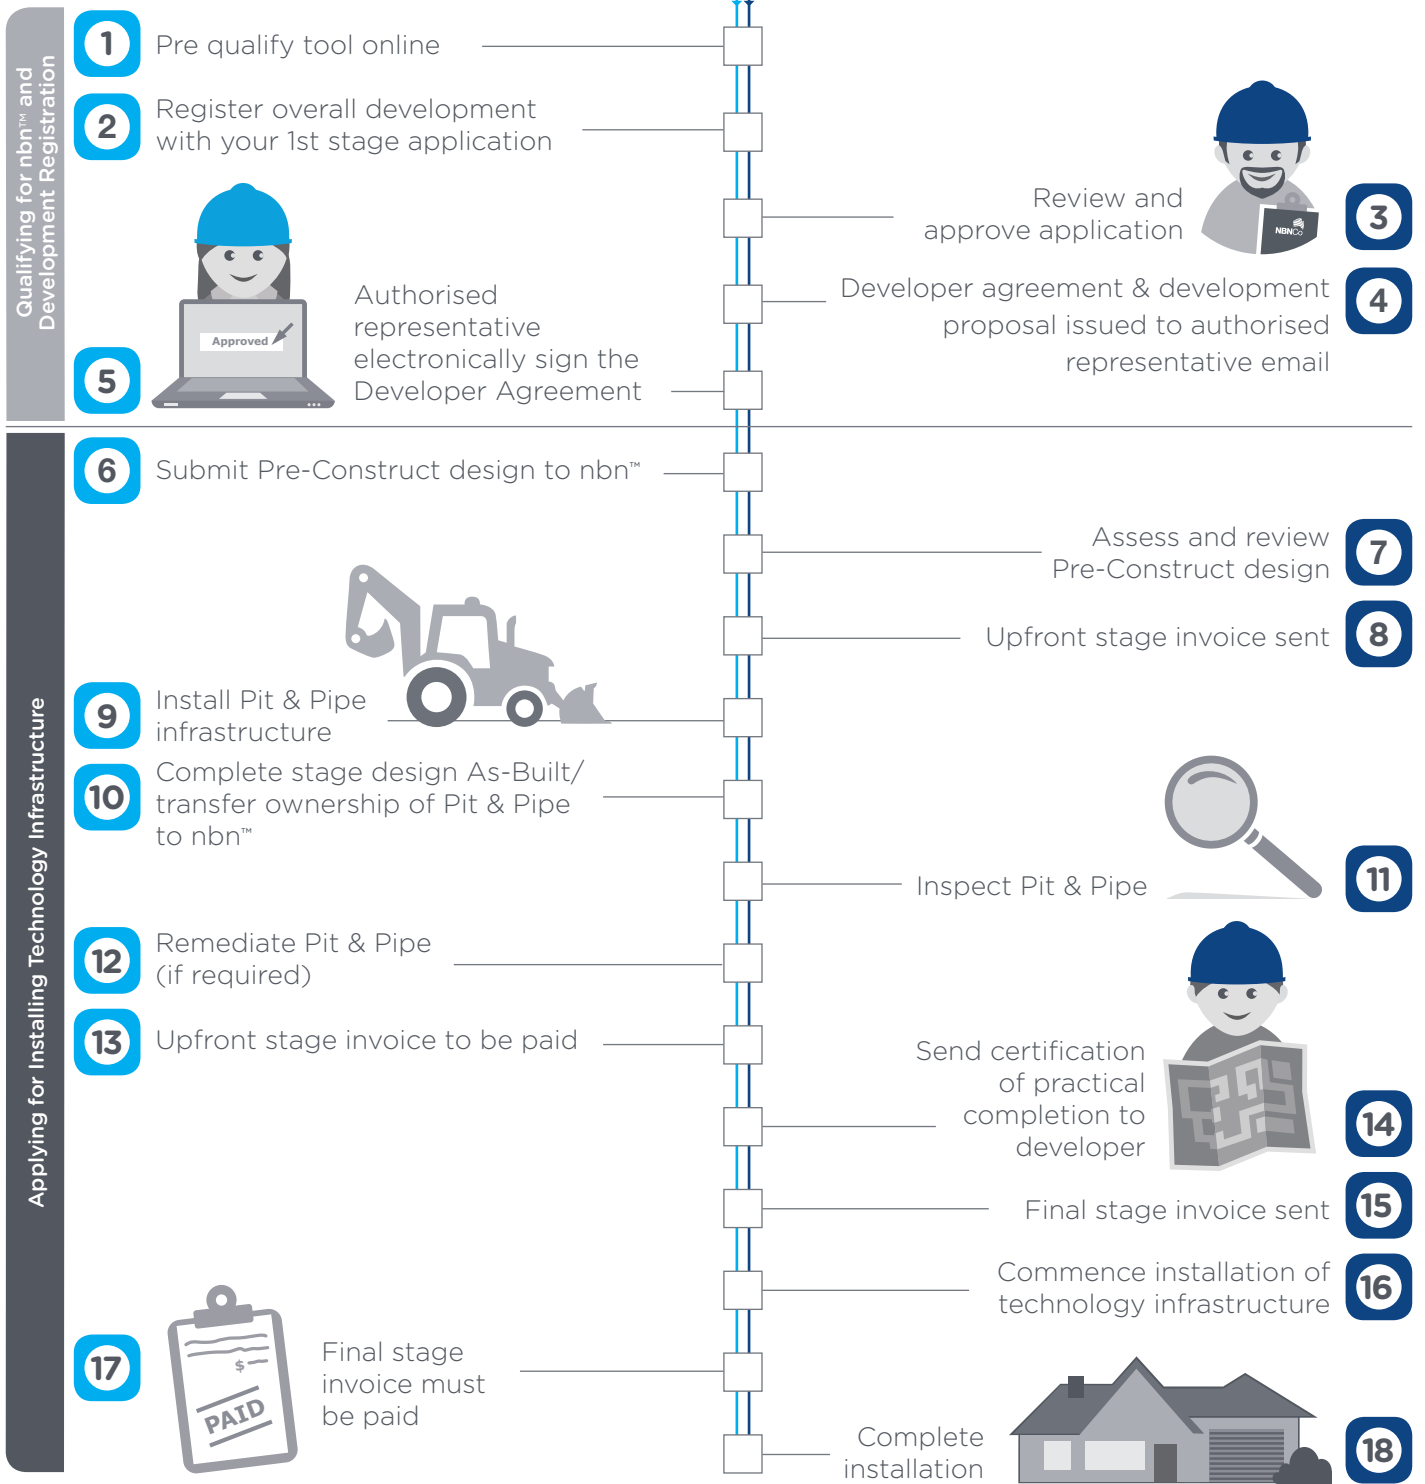 Qualifying for nbn™ and
Development Registration
1
Pre qualify tool online
2
Register overall development
with your 1st stage application
Review and
approve application
NBNCo
3
Developer agreement & development
proposal issued to authorised
representative email
4
Approved
5
Authorised
representative
electronically sign the
Developer Agreement
Applying for Installing Technology Infrastructure
6
Submit Pre-Construct design to nbn™
Assess and review
Pre-Construct design
7
Upfront stage invoice sent
8
9
Install Pit & Pipe
infrastructure
10
Complete stage design As-Built/
transfer ownership of Pit & Pipe
to nbn™
Inspect Pit & Pipe
11
12
Remediate Pit & Pipe
(if required)
13
Upfront stage invoice to be paid
Send certification
of practical
completion to
developer
14
Final stage invoice sent
15
Commence installation of
technology infrastructure
16
17
$
PAID
Final stage
invoice must
be paid
Complete
installation
18